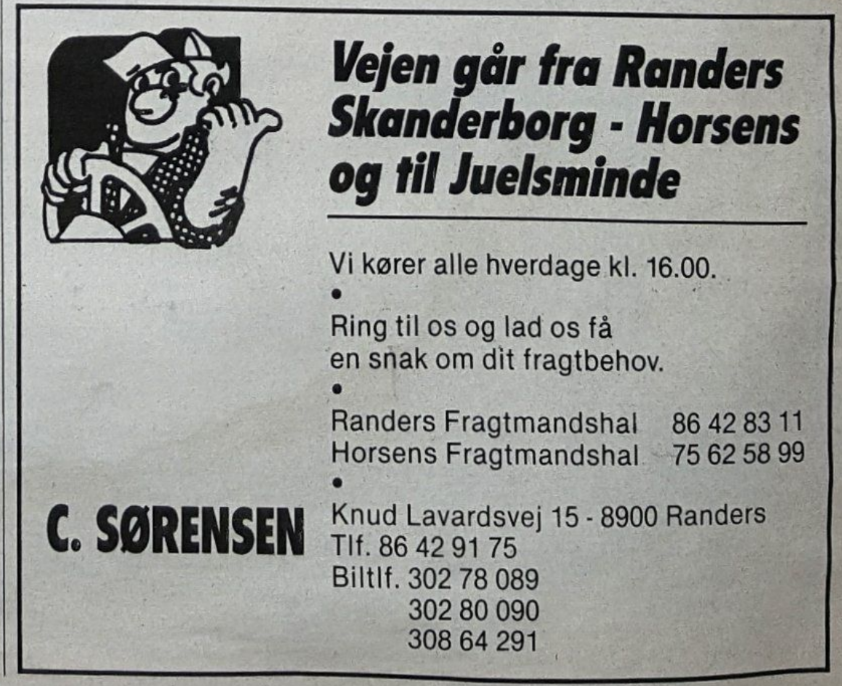 Vejen går fra Randers
Skanderborg - Horsens
og til Juelsminde
Vi kører alle hverdage kl. 16.00.
•
Ring til os og lad os få
en snak om dit fragtbehov.
•
Randers Fragtmandshal 86 42 83 11
Horsens Fragtmandshal 75 62 58 99
•
C. SØRENSEN
Knud Lavardsvej 15 - 8900 Randers
Tlf. 86 42 91 75
Biltlf. 302 78 089
302 80 090
308 64 291